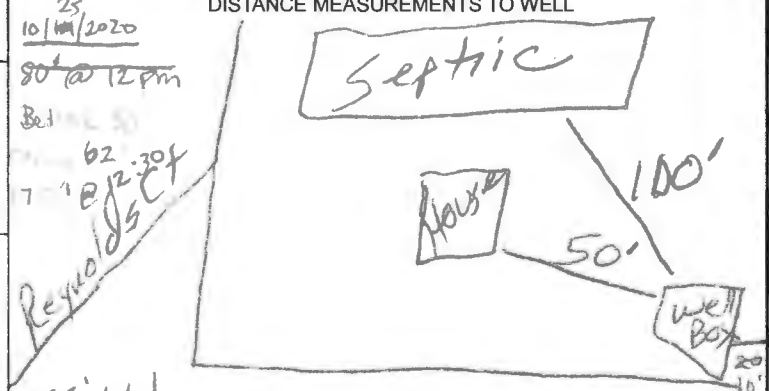 DISTANCE MEASUREMENTS TO WELL
25
10/ /2020
80' @ 12 pm
Septic
62
@ 12:30
Reynolds Ct
House
100'
50'
Well
Box
20
10'